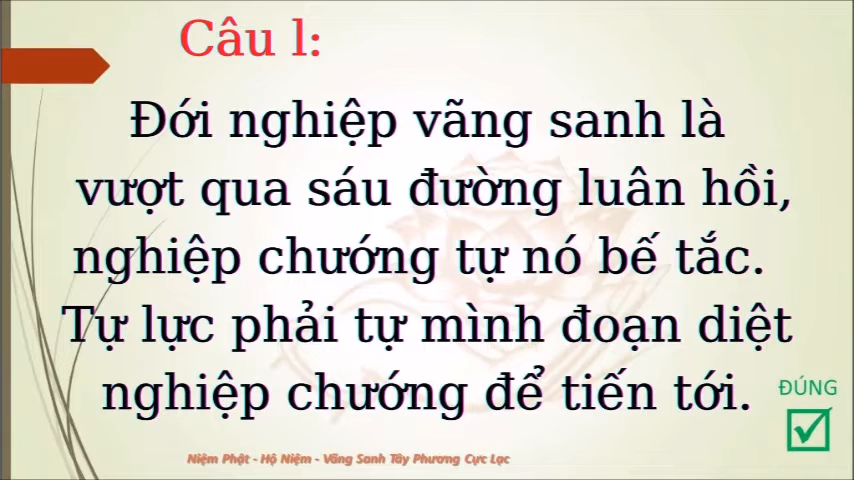 Câu l:
Đới nghiệp vãng sanh là
vượt qua sáu đường luân hồi,
nghiệp chướng tự nó bế tắc.
Tự lực phải tự mình đoạn diệt
nghiệp chướng để tiến tới.
ĐÚNG
Niệm Phật - Hộ Niệm - Vãng Sanh Tây Phương Cực Lạc